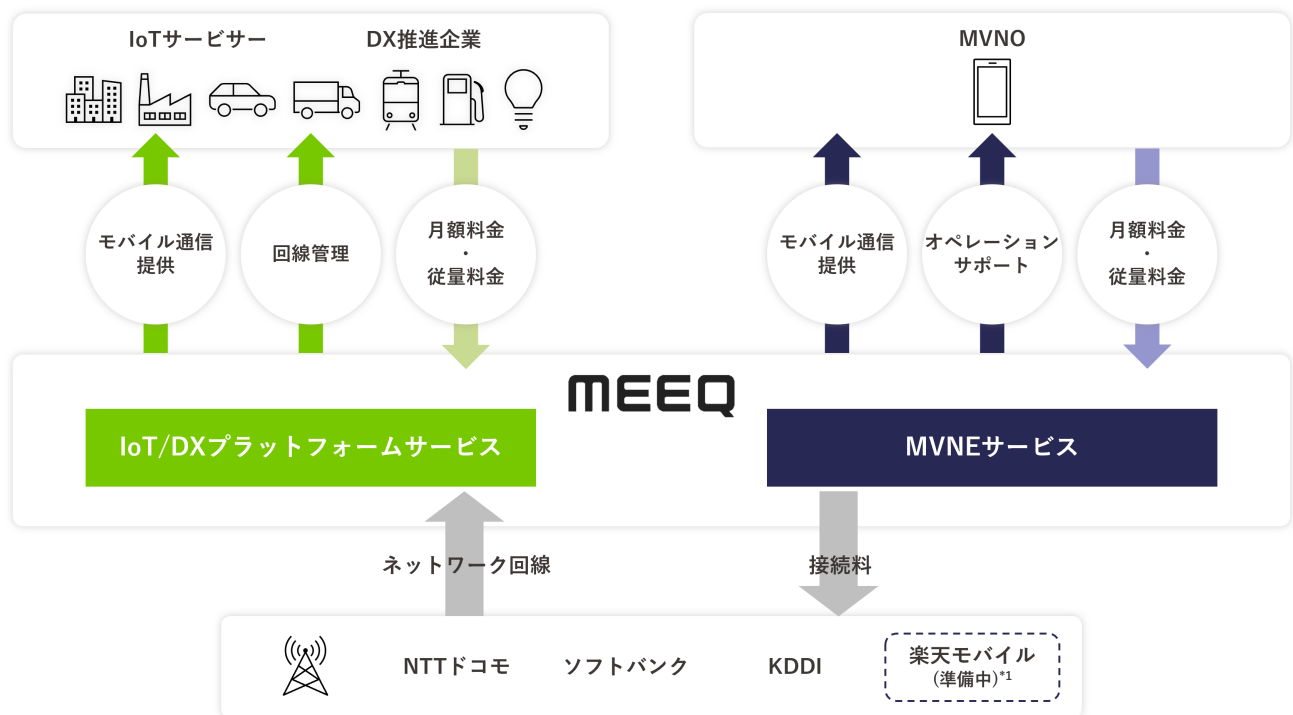 IoTサービサー
DX推進企業
MVNO
モバイル通信
提供
回線管理
月額料金
・
従量料金
モバイル通信
提供
オペレーション
サポート
月額料金
・
従量料金
MEEQ
IoT/DXプラットフォームサービス
MVNEサービス
ネットワーク回線
接続料
NTTドコモ
ソフトバンク
KDDI
楽天モバイル
(準備中)*1